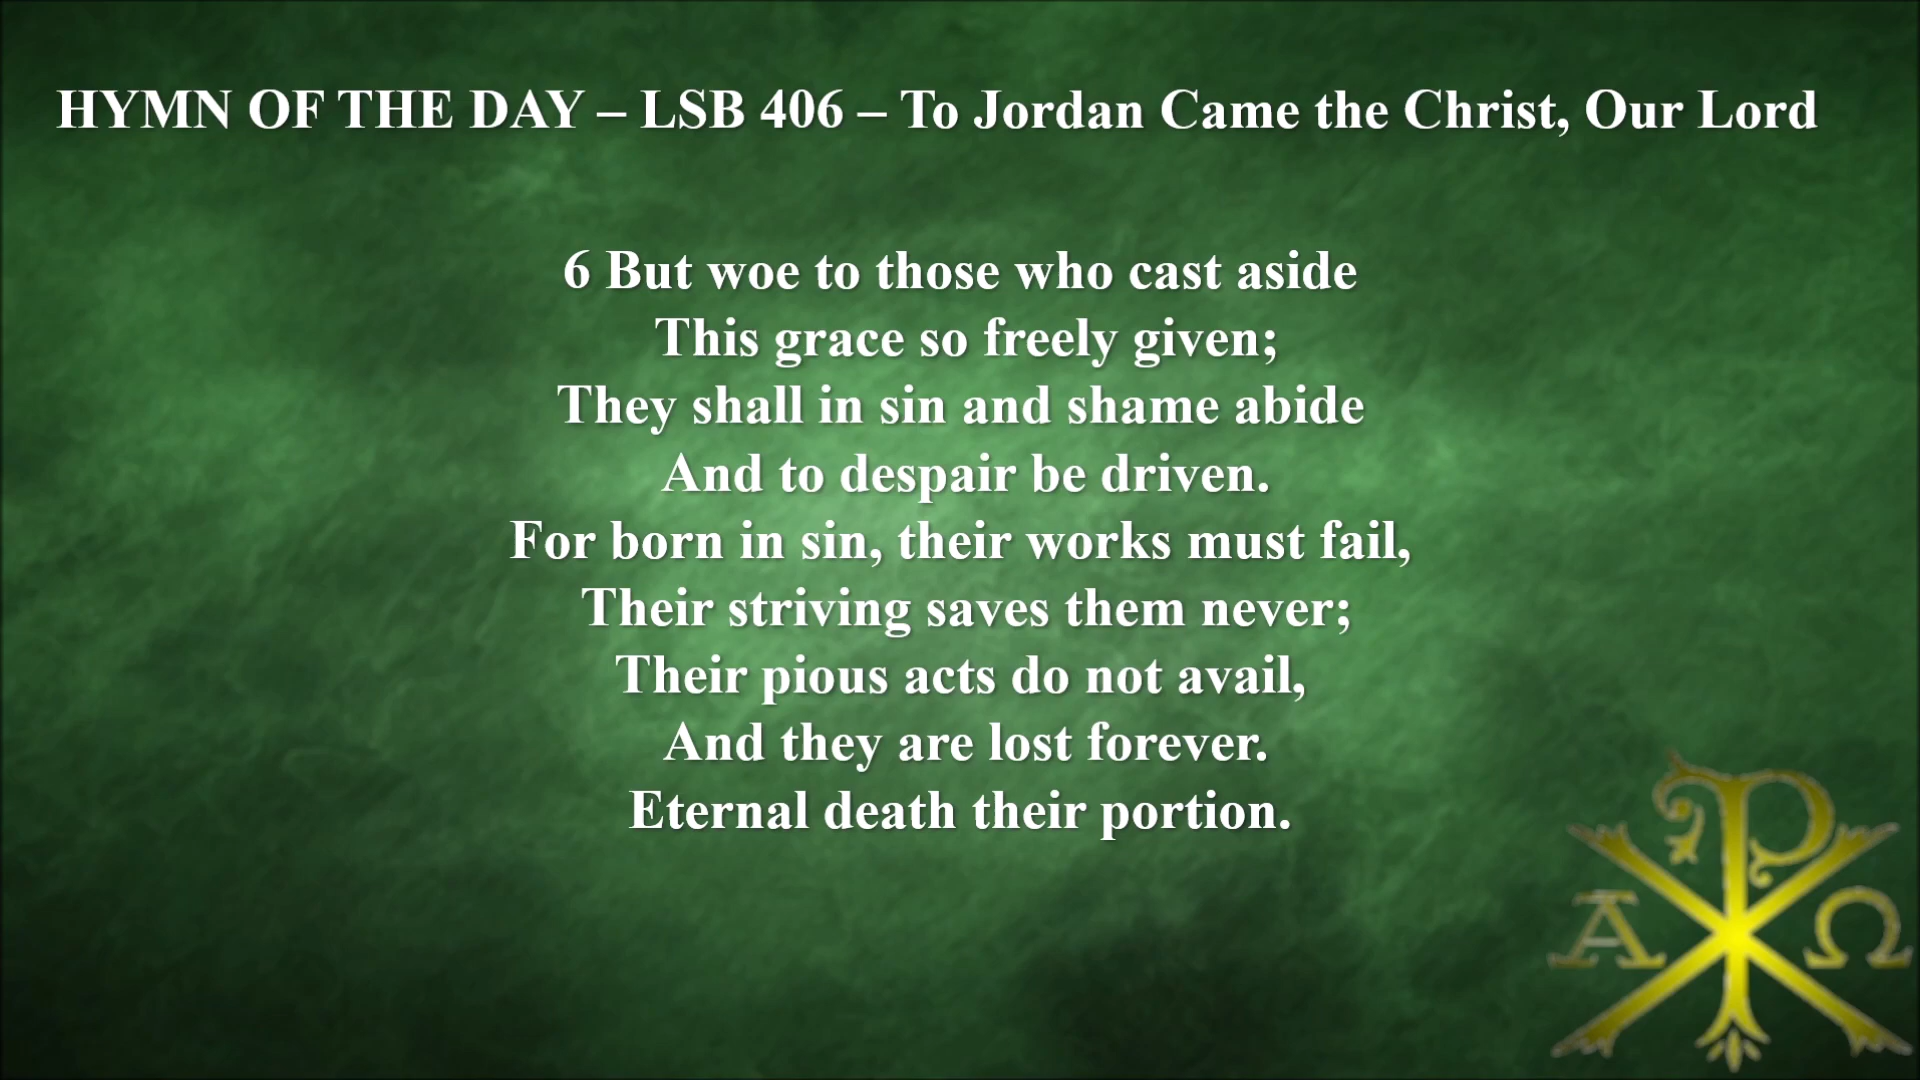 HYMN OF THE DAY – LSB 406 – To Jordan Came the Christ, Our Lord
6 But woe to those who cast aside
This grace so freely given;
They shall in sin and shame abide
And to despair be driven.
For born in sin, their works must fail,
Their striving saves them never;
Their pious acts do not avail,
And they are lost forever.
Eternal death their portion.
Α Ω